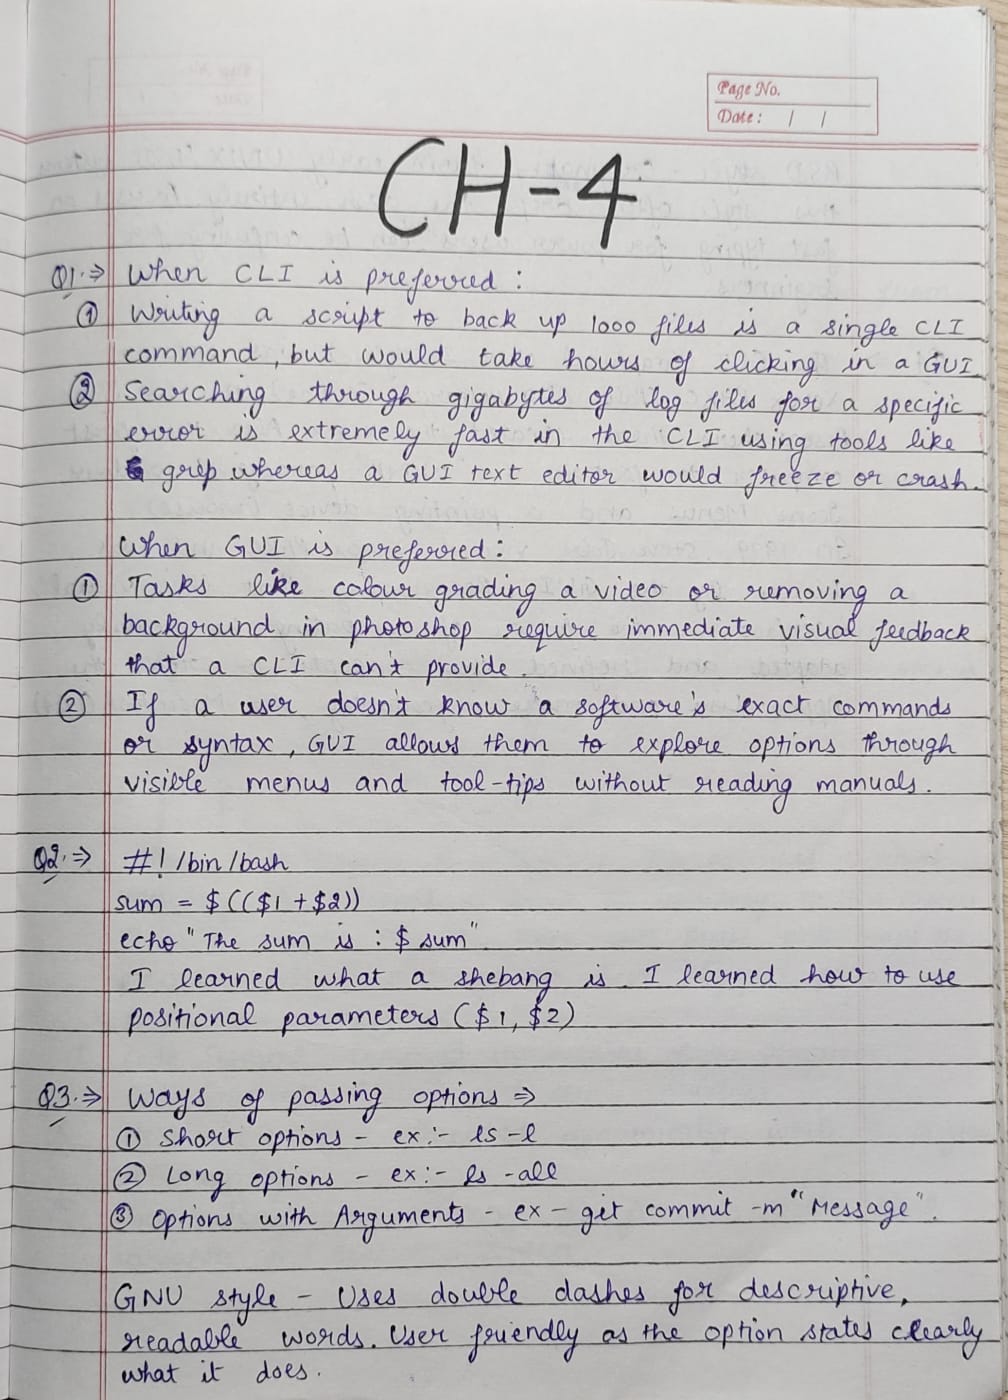 Page No.
Date: / /
CH-4
Q1.⇒ When CLI is preferred :
① Writing a script to back up 1000 files is a single CLI
command, but would take hours of clicking in a GUI
② Searching through gigabytes of log files for a specific
error is extremely fast in the CLI using tools like
grep whereas a GUI text editor would freeze or crash.
When GUI is preferred :
① Tasks like colour grading a video or removing a
background in photoshop require immediate visual feedback
that a CLI can't provide.
② If a user doesn't know a software's exact commands
or syntax, GUI allows them to explore options through
visible menus and tool-tips without reading manuals.
Q2.⇒ #! /bin/bash
sum = $(($1 + $2))
echo "The sum is : $ sum"
I learned what a shebang is. I learned how to use
positional parameters ($1, $2)
Q3.⇒ Ways of passing options ⇒
① Short options - ex:- ls -l
② Long options - ex:- ls -all
③ Options with Arguments - ex - get commit -m "Message".
GNU style - Uses double dashes for descriptive,
readable words. User friendly as the option states clearly
what it does.